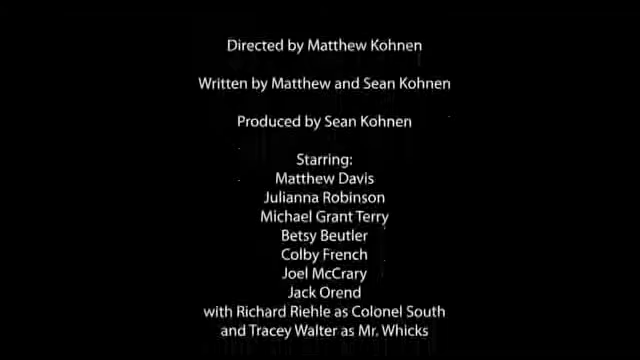 Directed by Matthew Kohnen
Written by Matthew and Sean Kohnen
Produced by Sean Kohnen
Starring:
Matthew Davis
Julianna Robinson
Michael Grant Terry
Betsy Beutler
Colby French
Joel McCrary
Jack Orend
with Richard Riehle as Colonel South
and Tracey Walter as Mr. Whicks